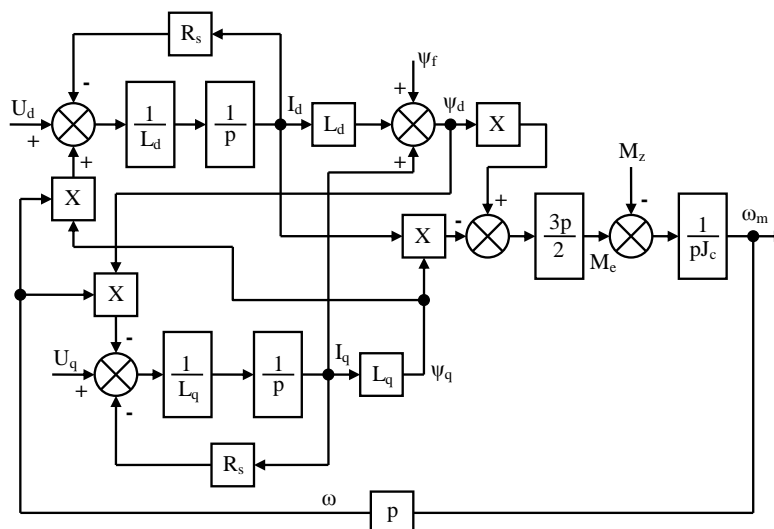 R_s
ψ_f
U_d
-
+
+
1
L_d
1
p
I_d
L_d
+
+
ψ_d
X
X
M_z
-
+
-
X
3p
2
M_e
1
pJ_c
ω_m
X
-
U_q
+
-
1
L_q
1
p
I_q
L_q
ψ_q
R_s
ω
p